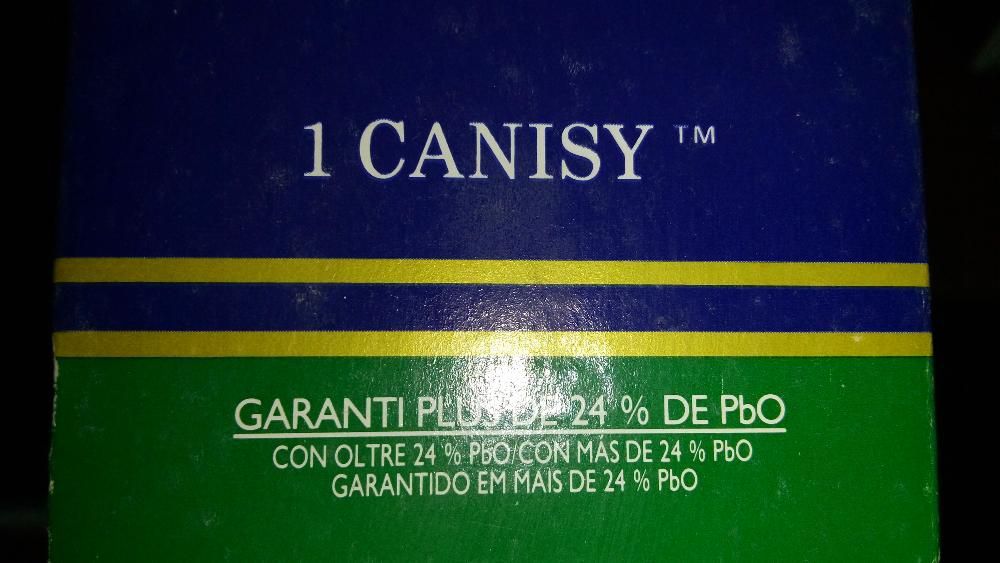 1 CANISY ™
GARANTI PLUS DE 24 % DE PbO
CON OLTRE 24 % PbO/CON MÁS DE 24 % PbO
GARANTIDO EM MAIS DE 24 % PbO